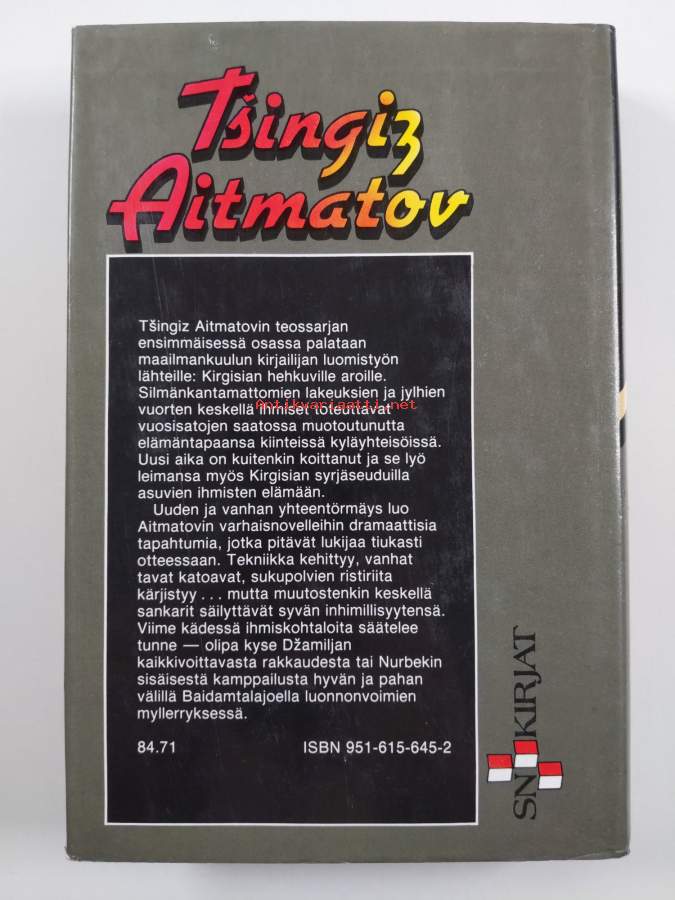 Tšingiz
Aitmatov
Tšingiz Aitmatovin teossarjan
ensimmäisessä osassa palataan
maailmankuulun kirjailijan luomistyön
lähteille: Kirgisian hehkuville aroille.
Silmänkantamattomien lakeuksien ja jylhien
vuorten keskellä ihmiset toteuttavat
Antikvariaatti.net
vuosisatojen saatossa muotoutunutta
elämäntapaansa kiinteissä kyläyhteisöissä.
Uusi aika on kuitenkin koittanut ja se lyö
leimansa myös Kirgisian syrjäseuduilla
asuvien ihmisten elämään.
Uuden ja vanhan yhteentörmäys luo
Aitmatovin varhaisnovelleihin dramaattisia
tapahtumia, jotka pitävät lukijaa tiukasti
otteessaan. Tekniikka kehittyy, vanhat
tavat katoavat, sukupolvien ristiriita
kärjistyy . . . mutta muutostenkin keskellä
sankarit säilyttävät syvän inhimillisyytensä.
Viime kädessä ihmiskohtaloita säätelee
tunne — olipa kyse Džamiljan
kaikkivoittavasta rakkaudesta tai Nurbekin
sisäisestä kamppailusta hyvän ja pahan
välillä Baidamtalajoella luonnonvoimien
myllerryksessä.
84.71 ISBN 951-615-645-2
SN KIRJAT